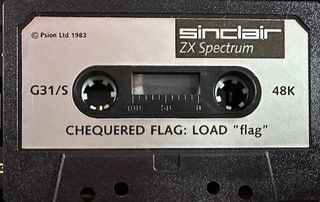 © Psion Ltd 1983
sinclair
ZX Spectrum
G31/S
48K
100 50 0
CHEQUERED FLAG: LOAD "flag"